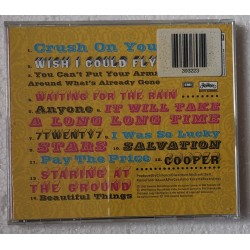 Crush On You
WISH I COULD FLY
You Can't Put Your Arms
Around What's Already Gone
WAITING FOR THE RAIN
Anyone. IT WILL TAKE
A LONG LONG TIME
7TWENTY7. I Was So Lucky
STARS SALVATION
Pay The Price COOPER
STARING AT
THE GROUND
Beautiful Things
EMI